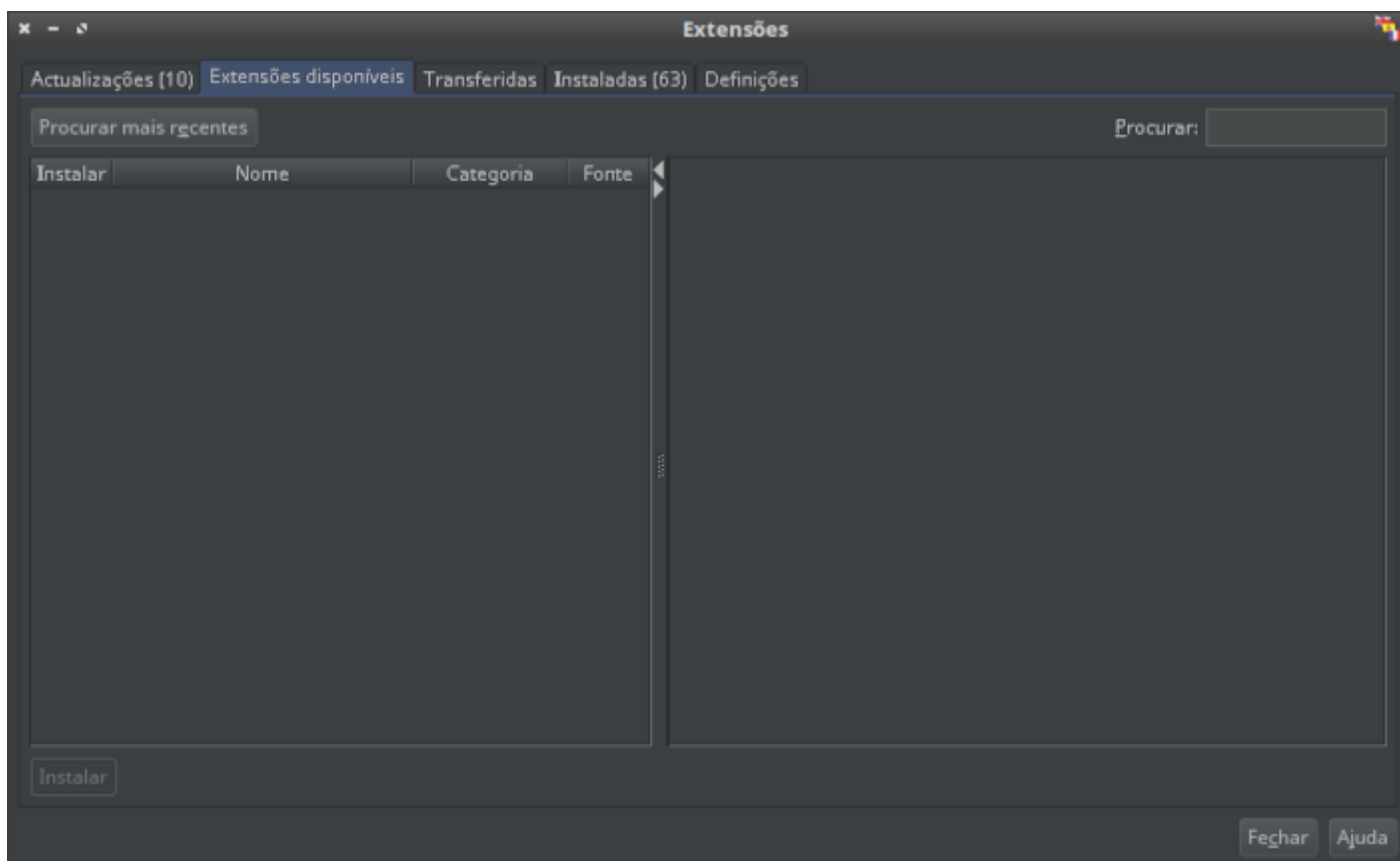 Extensões
Actualizações (10) Extensões disponíveis Transferidas Instaladas (63) Definições
Procurar mais recentes Procurar:
Instalar Nome Categoria Fonte
Instalar
Fechar Ajuda